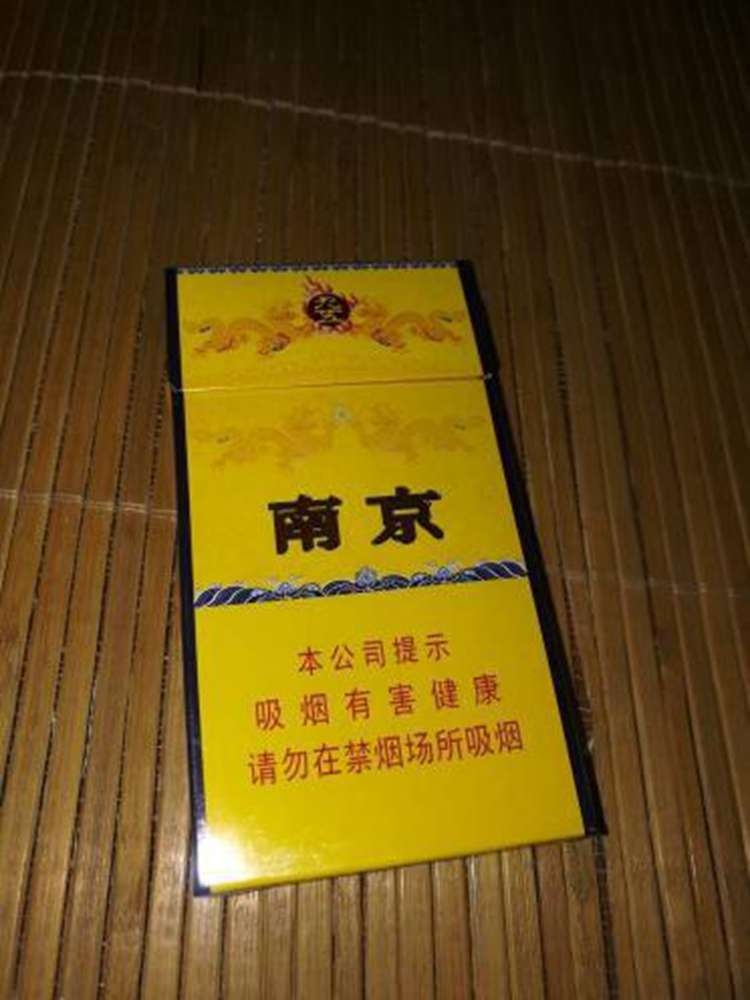 南京
本公司提示
吸烟有害健康
请勿在禁烟场所吸烟